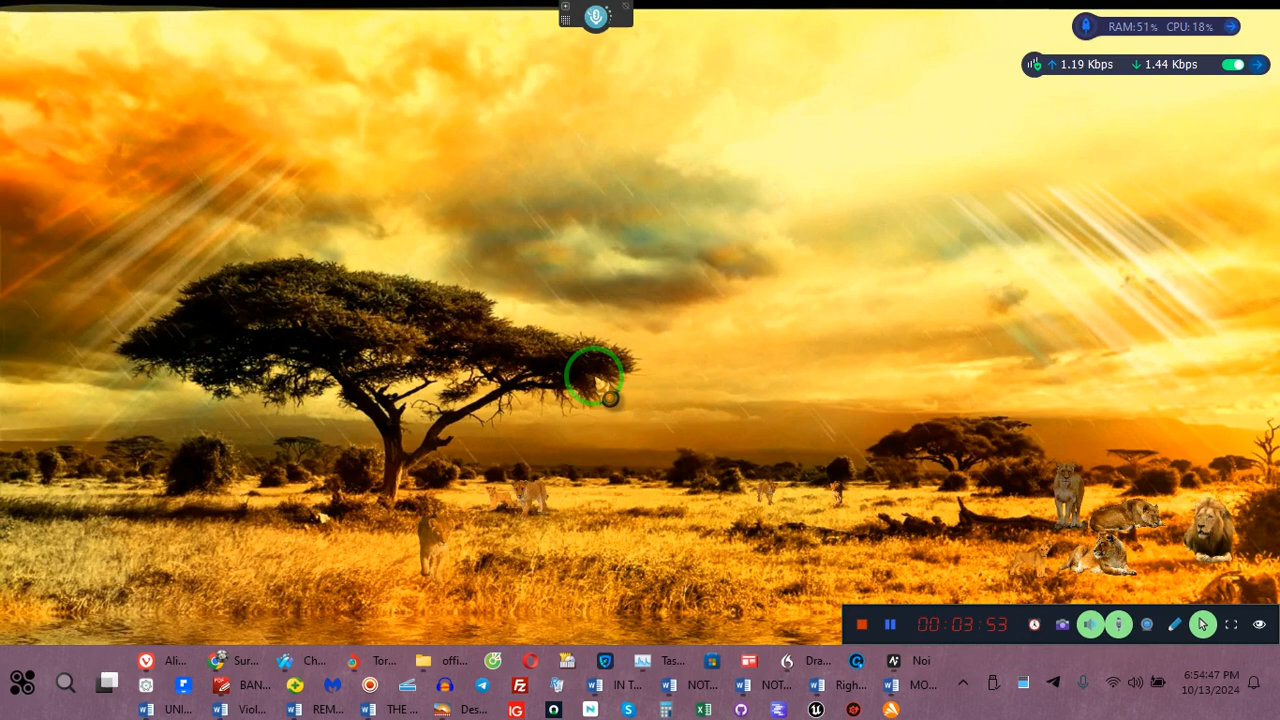 RAM:51% CPU: 18%
1.19 Kbps 1.44 Kbps
00:03:53
Ali...
Sur...
Ch...
Tor...
offi...
Tas...
Dra...
Noi
BAN...
IN T...
NOT...
NOT...
Righ...
MO...
UNI...
Viol...
REM...
THE ...
Des...
6:54:47 PM
10/13/2024